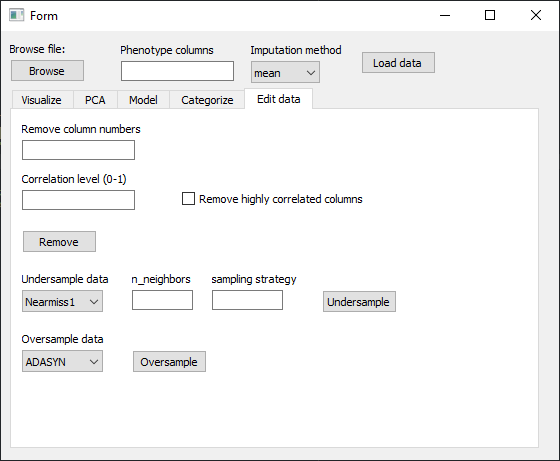 Form
Browse file:
Phenotype columns
Imputation method
Browse
mean
Load data
Visualize
PCA
Model
Categorize
Edit data
Remove column numbers
Correlation level (0-1)
Remove highly correlated columns
Remove
Undersample data
n_neighbors
sampling strategy
Nearmiss1
Undersample
Oversample data
ADASYN
Oversample